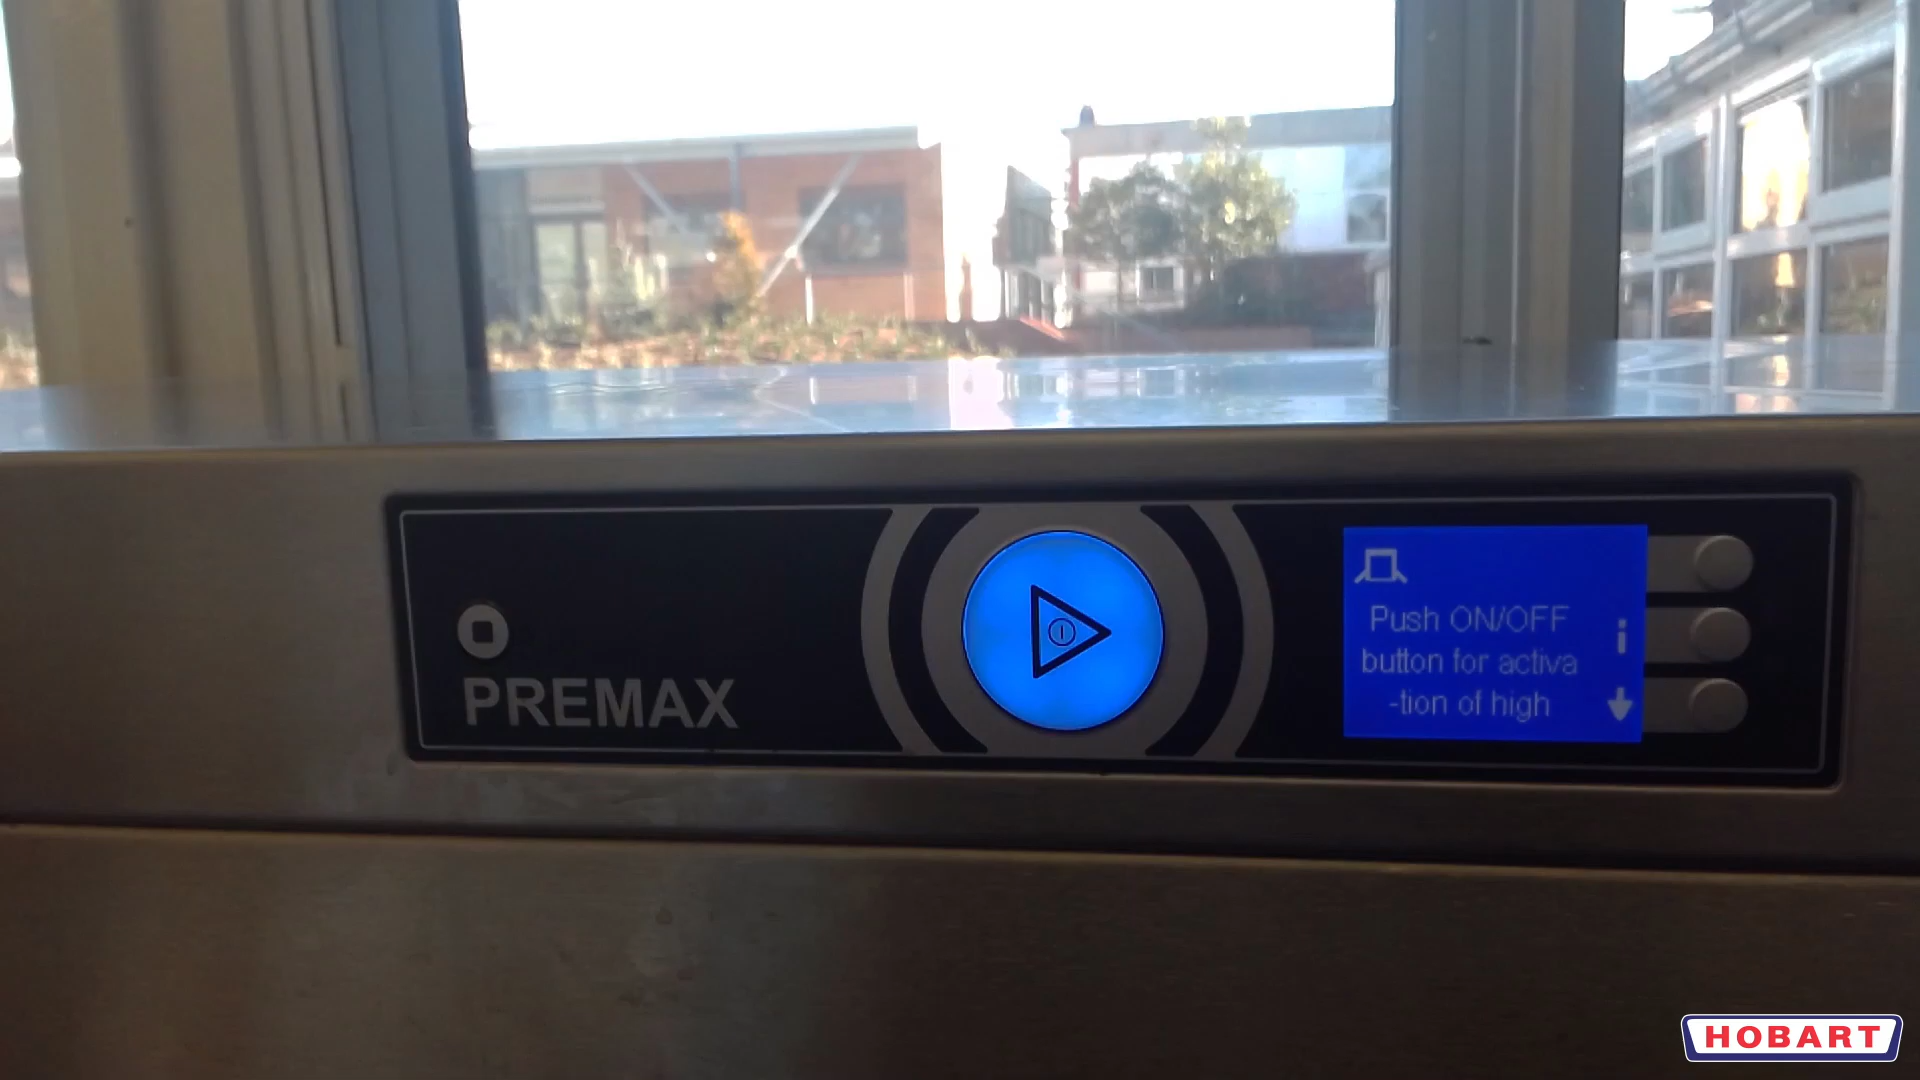 PREMAX
Push ON/OFF
button for activa
-tion of high
i
HOBART